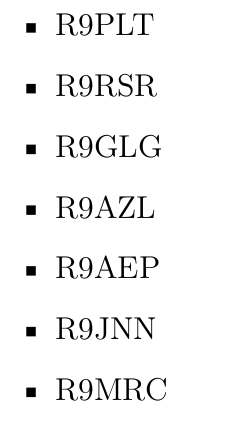 ▪ R9PLT
▪ R9RSR
▪ R9GLG
▪ R9AZL
▪ R9AEP
▪ R9JNN
▪ R9MRC